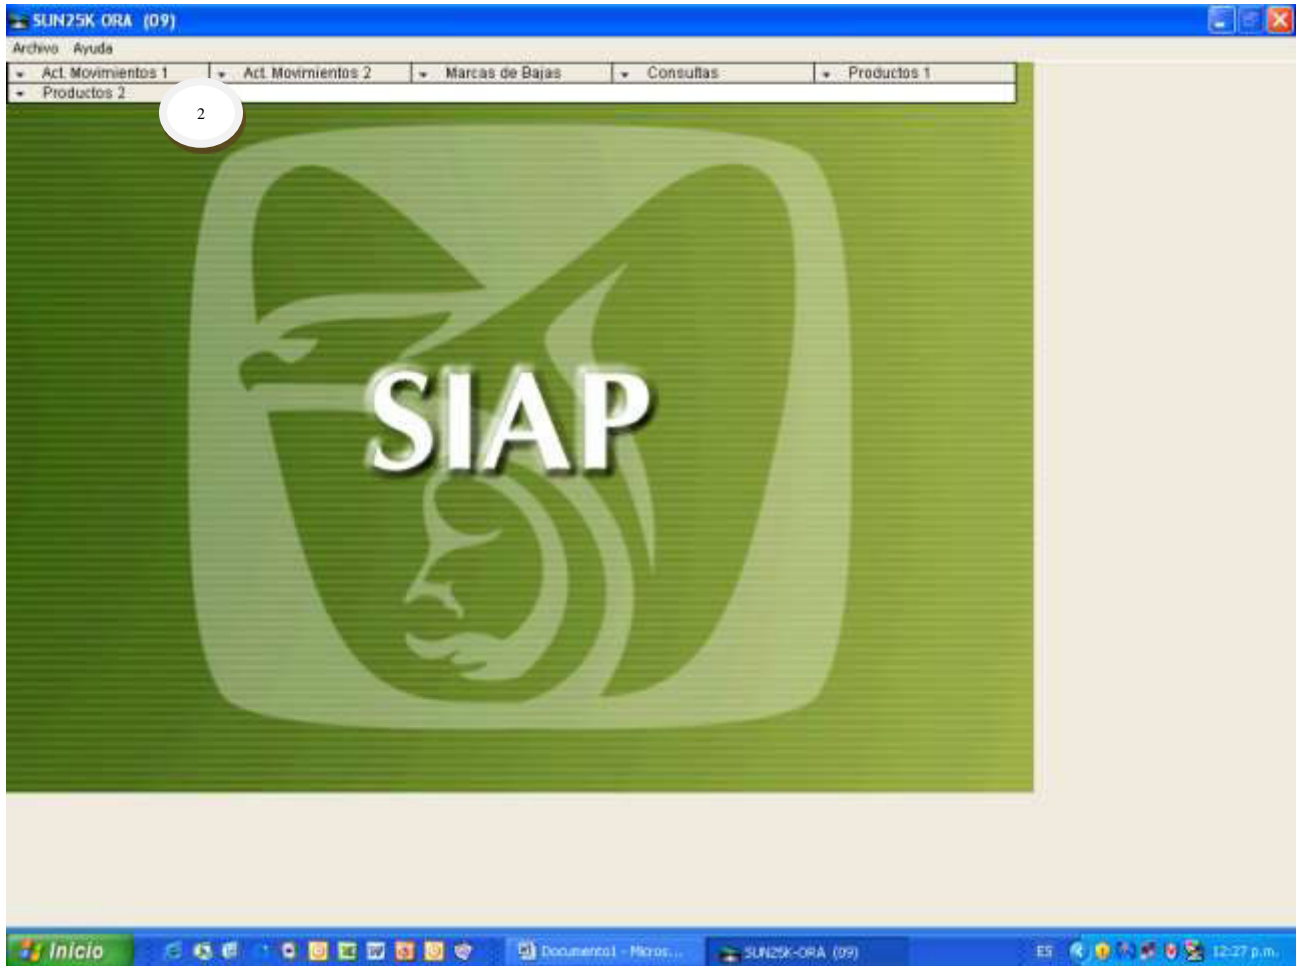 SUN25K-ORA (09)
Archivo Ayuda
Act. Movimientos 1 Act. Movimientos 2 Marcas de Bajas Consultas Productos 1
Productos 2
2
SIAP
Inicio Documento1 - Micros... SUN25K-ORA (09) ES 12:27 p.m.